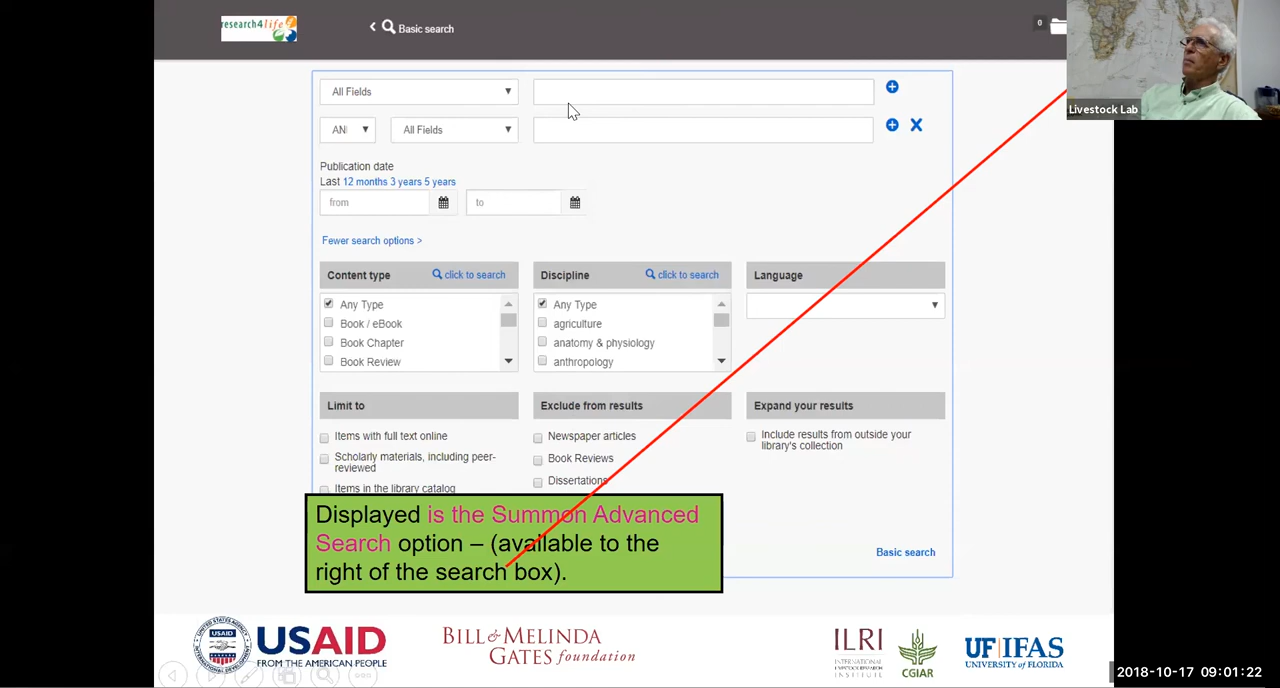 research4life
Basic search
0
Livestock Lab
All Fields
AN
All Fields
Publication date
Last 12 months 3 years 5 years
from
to
Fewer search options >
Content type
click to search
Discipline
click to search
Language
Any Type
Book / eBook
Book Chapter
Book Review
Any Type
agriculture
anatomy & physiology
anthropology
Limit to
Exclude from results
Expand your results
Items with full text online
Scholarly materials, including peer-
reviewed
Items in the library catalog
Newspaper articles
Book Reviews
Dissertations
Include results from outside your
library's collection
Displayed is the Summon Advanced
Search option – (available to the
right of the search box).
Basic search
USAID
USAID
FROM THE AMERICAN PEOPLE
BILL & MELINDA
GATES foundation
ILRI
INTERNATIONAL
LIVESTOCK RESEARCH
INSTITUTE
CGIAR
UF IFAS
UNIVERSITY of FLORIDA
2018-10-17 09:01:22